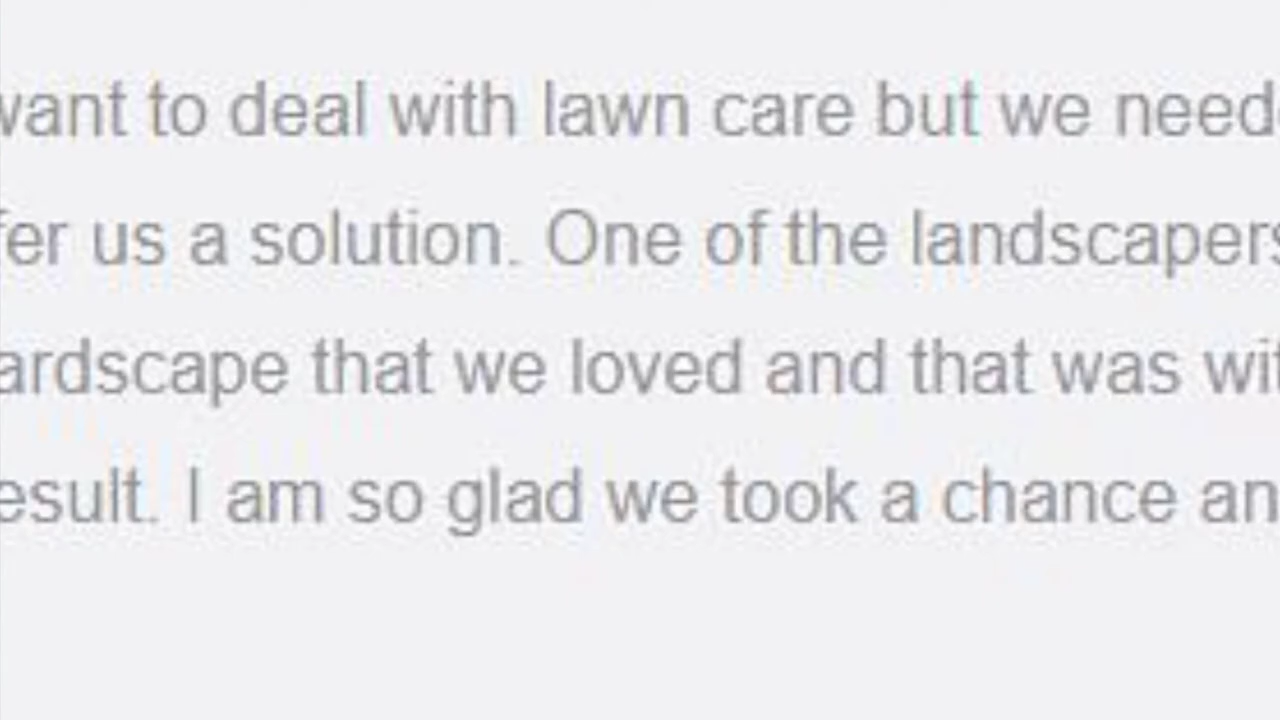 want to deal with lawn care but we need
fer us a solution. One of the landscapers
ardscape that we loved and that was wit
esult. I am so glad we took a chance an